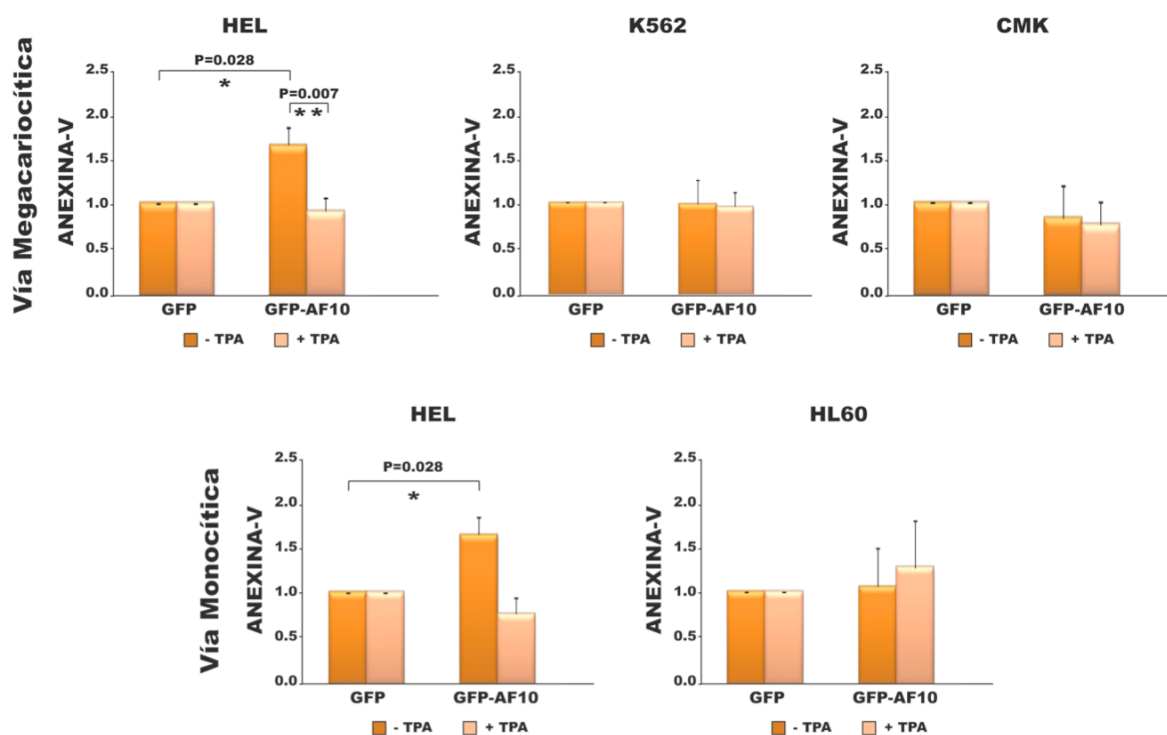 Vía Megacariocítica
HEL
P=0.028
*
P=0.007
**
ANEXINA-V
2.5
2.0
1.5
1.0
0.5
0.0
GFP
GFP-AF10
- TPA
+ TPA
K562
ANEXINA-V
2.5
2.0
1.5
1.0
0.5
0.0
GFP
GFP-AF10
- TPA
+ TPA
CMK
ANEXINA-V
2.5
2.0
1.5
1.0
0.5
0.0
GFP
GFP-AF10
- TPA
+ TPA
Vía Monocítica
HEL
P=0.028
*
ANEXINA-V
2.5
2.0
1.5
1.0
0.5
0.0
GFP
GFP-AF10
- TPA
+ TPA
HL60
ANEXINA-V
2.5
2.0
1.5
1.0
0.5
0.0
GFP
GFP-AF10
- TPA
+ TPA